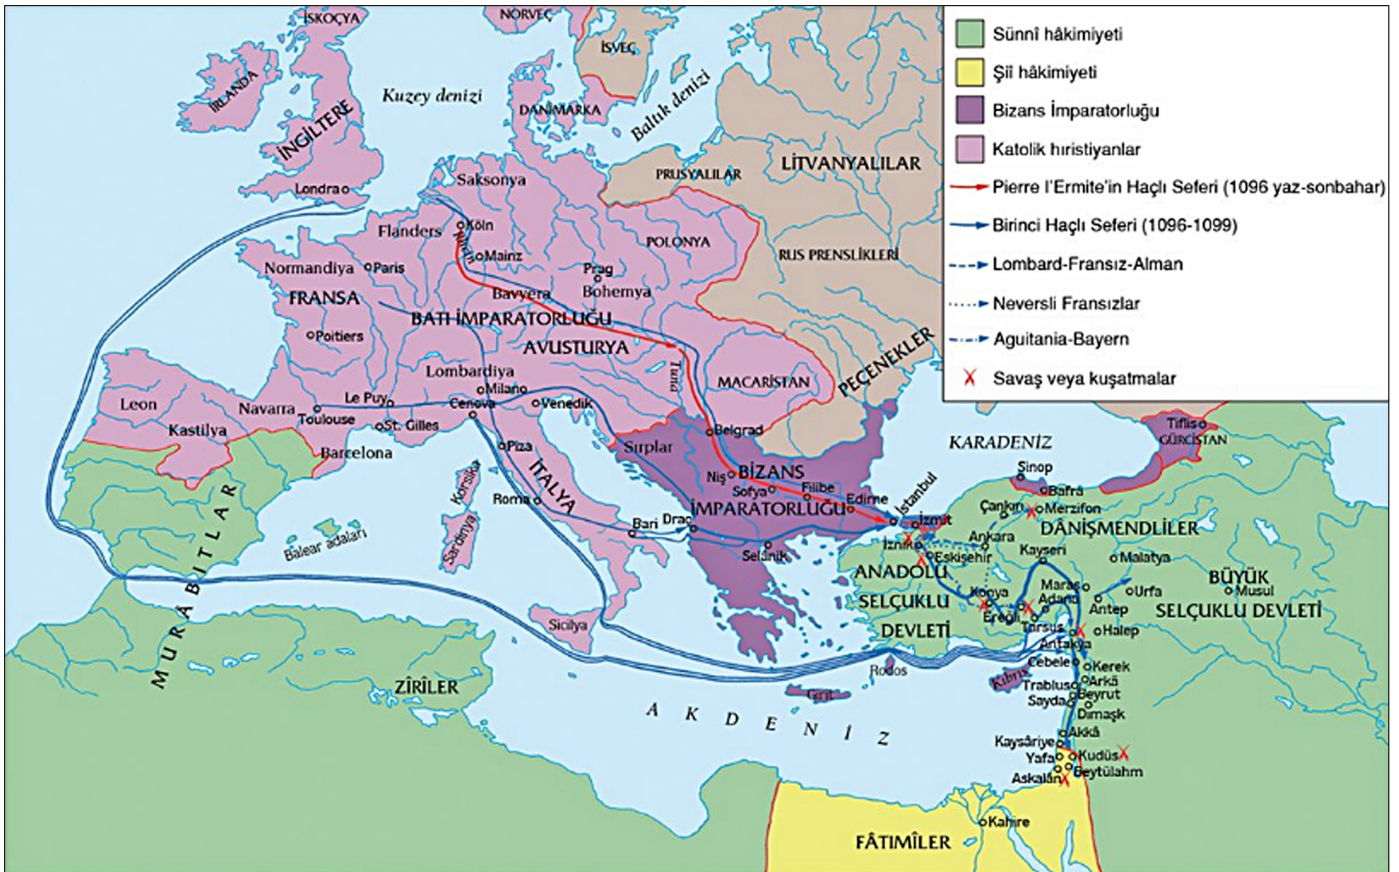 İSKOÇYA
NORVEÇ
İSVEÇ
İRLANDA
İNGİLTERE
Kuzey denizi
DANİMARKA
Baltık denizi
Londra
Saksonya
PRUSYALILAR
LİTVANYALILAR
Flanders
Köln
Mainz
POLONYA
RUS PRENSLİKLERİ
Normandiya
Paris
Prag
Bohemya
Bavyera
FRANSA
BATI İMPARATORLUĞU
Poitiers
AVUSTURYA
Tuna
PEÇENEKLER
Lombardiya
MACARİSTAN
Leon
Navarra
Le Puy
Milano
Cenova
Venedik
Toulouse
Kastilya
St. Gilles
Belgrad
Barcelona
Piza
Sırplar
KARADENİZ
Tiflis
GÜRCİSTAN
Korsika
İTALYA
Niş
BİZANS
Sofya
Filibe
Edirne
İMPARATORLUĞU
İstanbul
Sinop
Bafra
Roma
Bari
Draç
İzmit
Çankırı
Merzifon
DÂNİŞMENDLİLER
Sardinya
Balear adaları
Selânik
İznik
Eskişehir
Ankara
Kayseri
Malatya
MURÂBITLAR
ANADOLU
SELÇUKLU
DEVLETİ
Konya
Ereğli
Maraş
Adana
Tarsus
Antep
Urfa
BÜYÜK
Musul
SELÇUKLU DEVLETİ
Sicilya
Antakya
Halep
ZÎRÎLER
Rodos
Kıbrıs
Cebele
Kerek
Arkâ
Girit
Trablus
Beyrut
Sayda
Dımaşk
AKDENİZ
Akkâ
Kaysâriye
Yafa
Kudüs
Askalân
Beytülahm
Kahire
FÂTIMÎLER
Sünnî hâkimiyeti
Şiî hâkimiyeti
Bizans İmparatorluğu
Katolik hıristiyanlar
Pierre l'Ermite'in Haçlı Seferi (1096 yaz-sonbahar)
Birinci Haçlı Seferi (1096-1099)
Lombard-Fransız-Alman
Neversli Fransızlar
Aguitania-Bayern
Savaş veya kuşatmalar